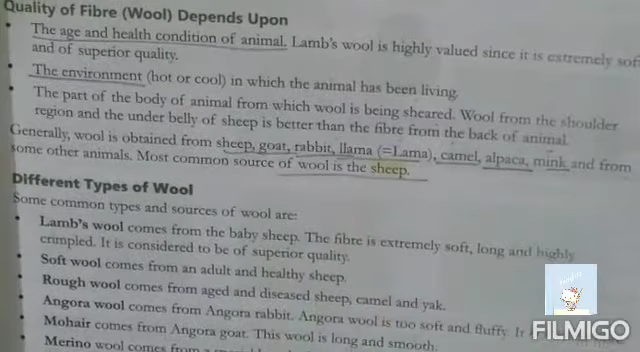 Quality of Fibre (Wool) Depends Upon
• The age and health condition of animal. Lamb's wool is highly valued since it is extremely soft
and of superior quality.
• The environment (hot or cool) in which the animal has been living.
• The part of the body of animal from which wool is being sheared. Wool from the shoulder
region and the under belly of sheep is better than the fibre from the back of animal.
Generally, wool is obtained from sheep, goat, rabbit, llama (=Lama), camel, alpaca, mink and from
some other animals. Most common source of wool is the sheep.
Different Types of Wool
Some common types and sources of wool are:
• Lamb's wool comes from the baby sheep. The fibre is extremely soft, long and highly
crimpled. It is considered to be of superior quality.
• Soft wool comes from an adult and healthy sheep.
• Rough wool comes from aged and diseased sheep, camel and yak.
• Angora wool comes from Angora rabbit. Angora wool is too soft and fluffy. It
• Mohair comes from Angora goat. This wool is long and smooth.
• Merino wool comes from a
FILMIGO